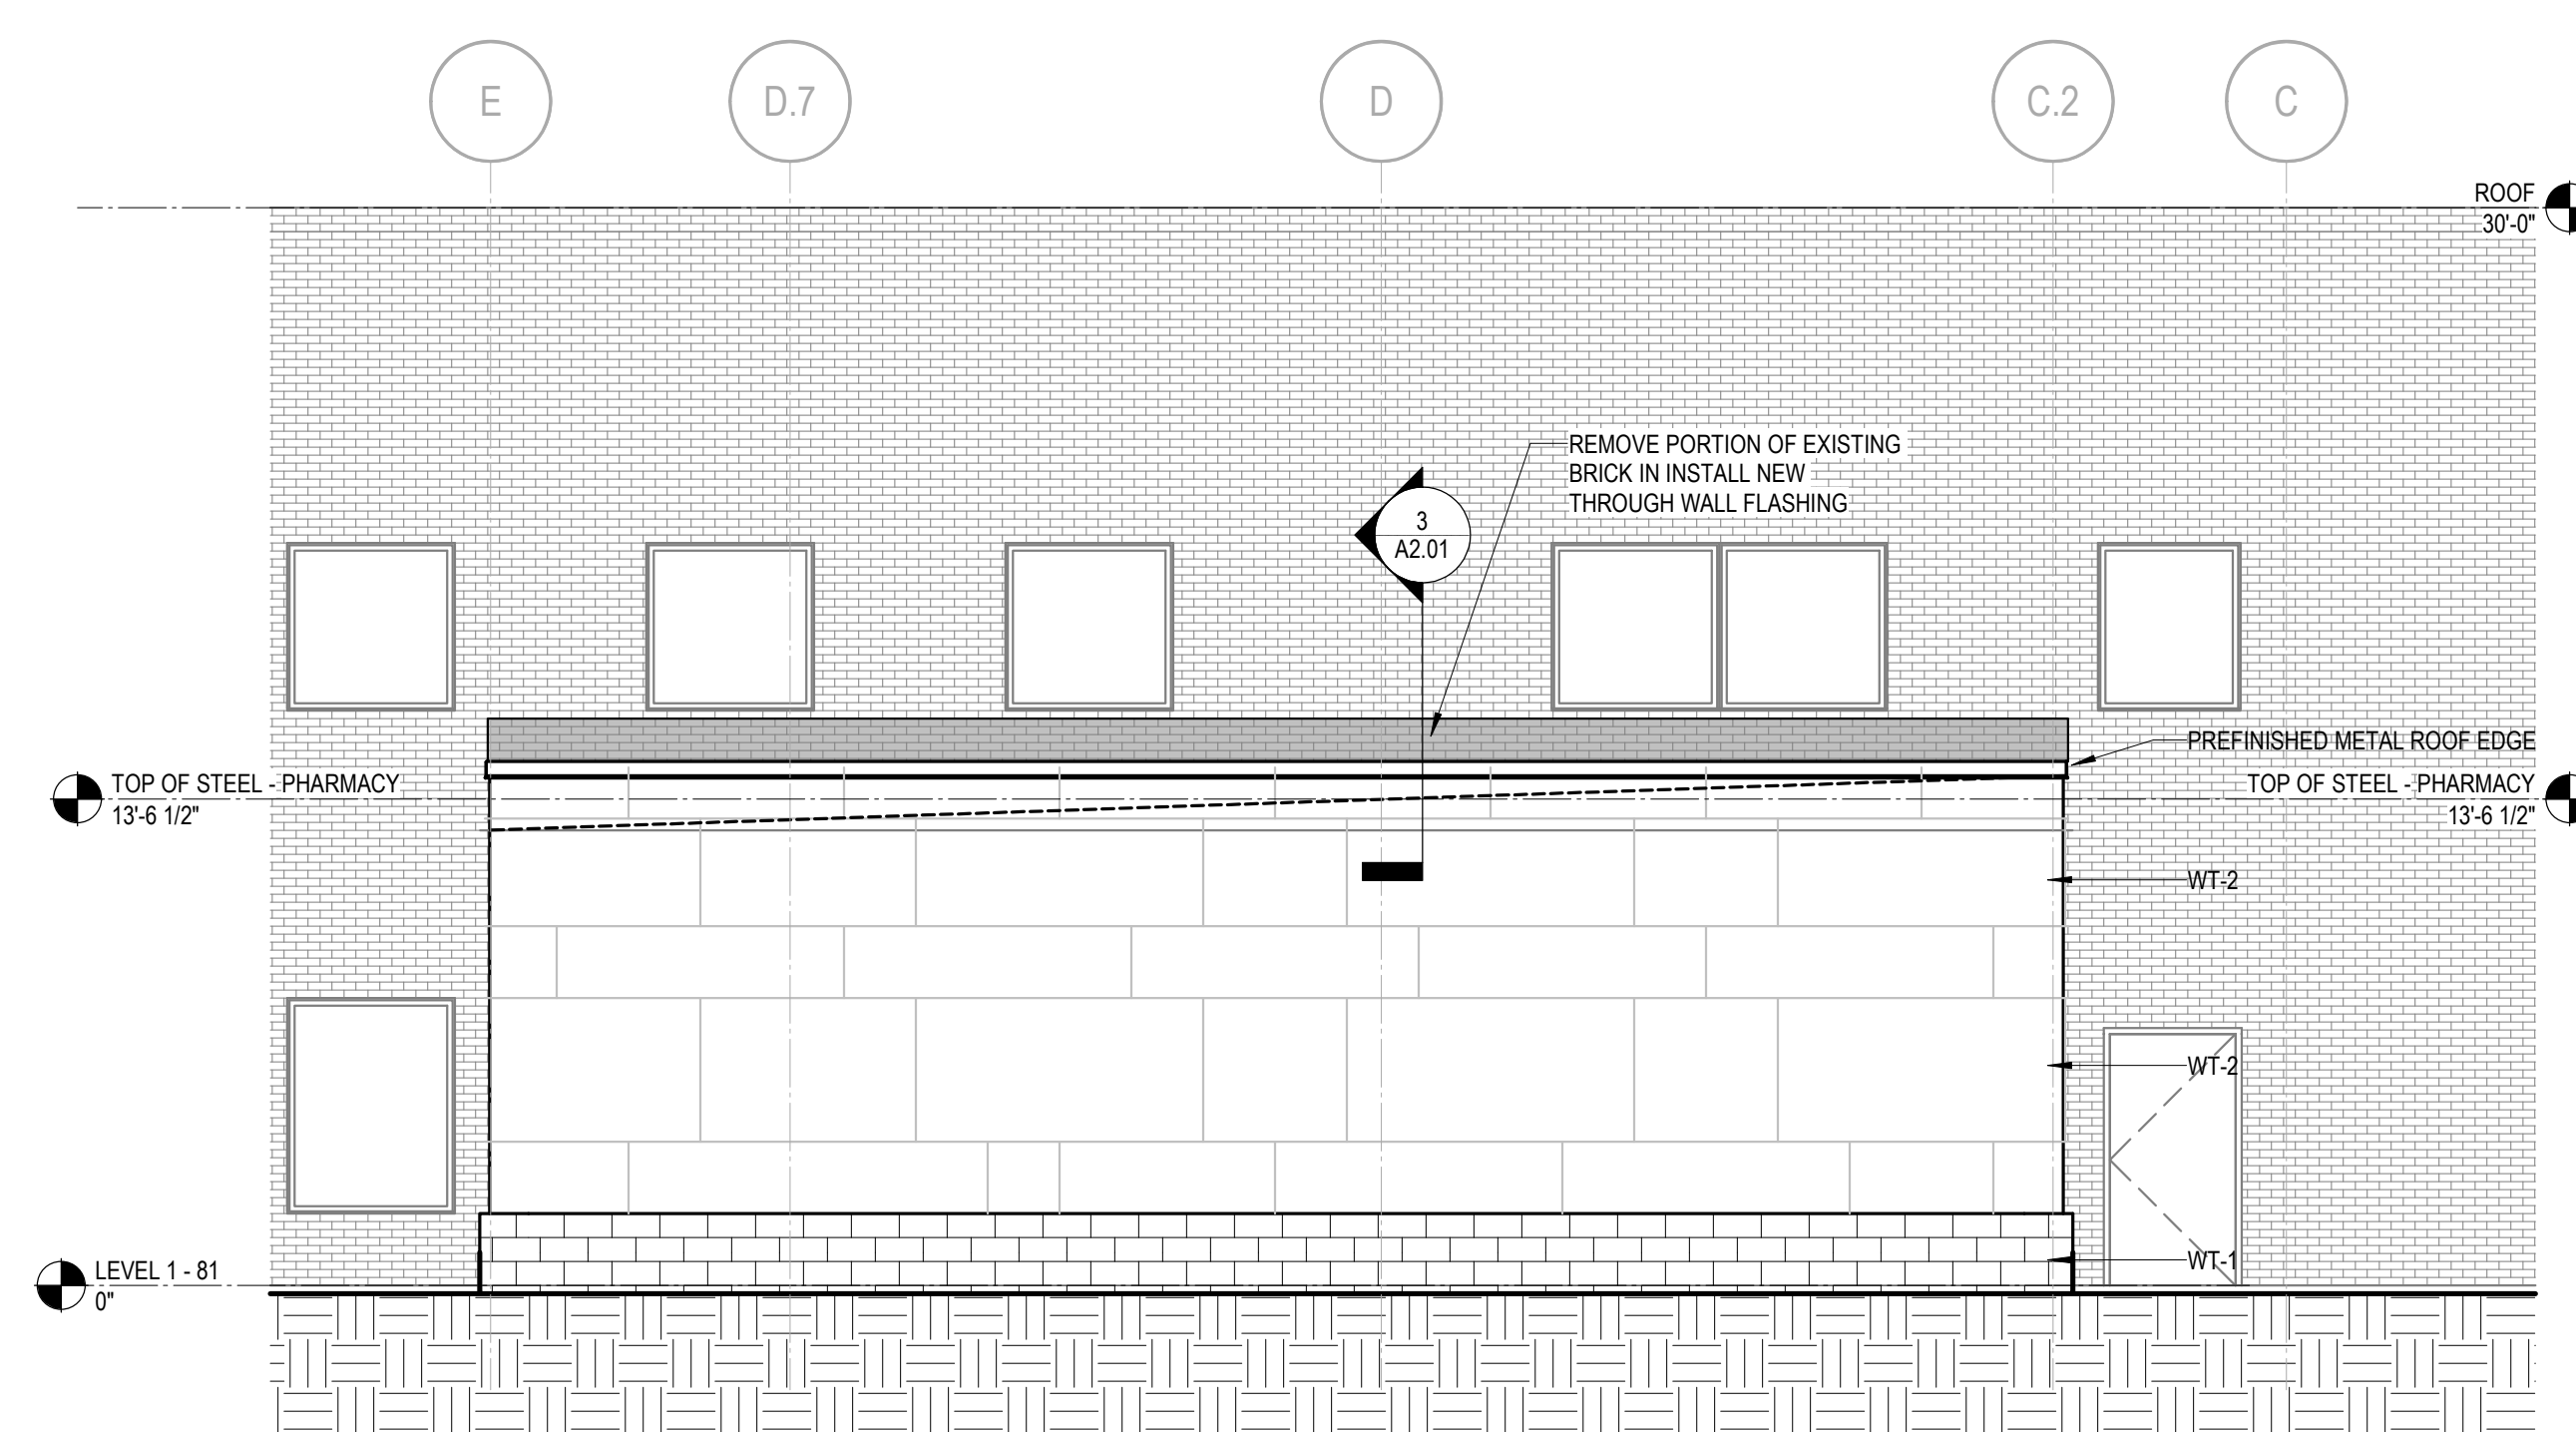 E
D.7
D
C.2
C
ROOF
30'-0"
REMOVE PORTION OF EXISTING
BRICK IN INSTALL NEW
THROUGH WALL FLASHING
3
A2.01
PREFINISHED METAL ROOF EDGE
TOP OF STEEL - PHARMACY
13'-6 1/2"
TOP OF STEEL - PHARMACY
13'-6 1/2"
WT-2
WT-2
WT-1
LEVEL 1 - 81
0"